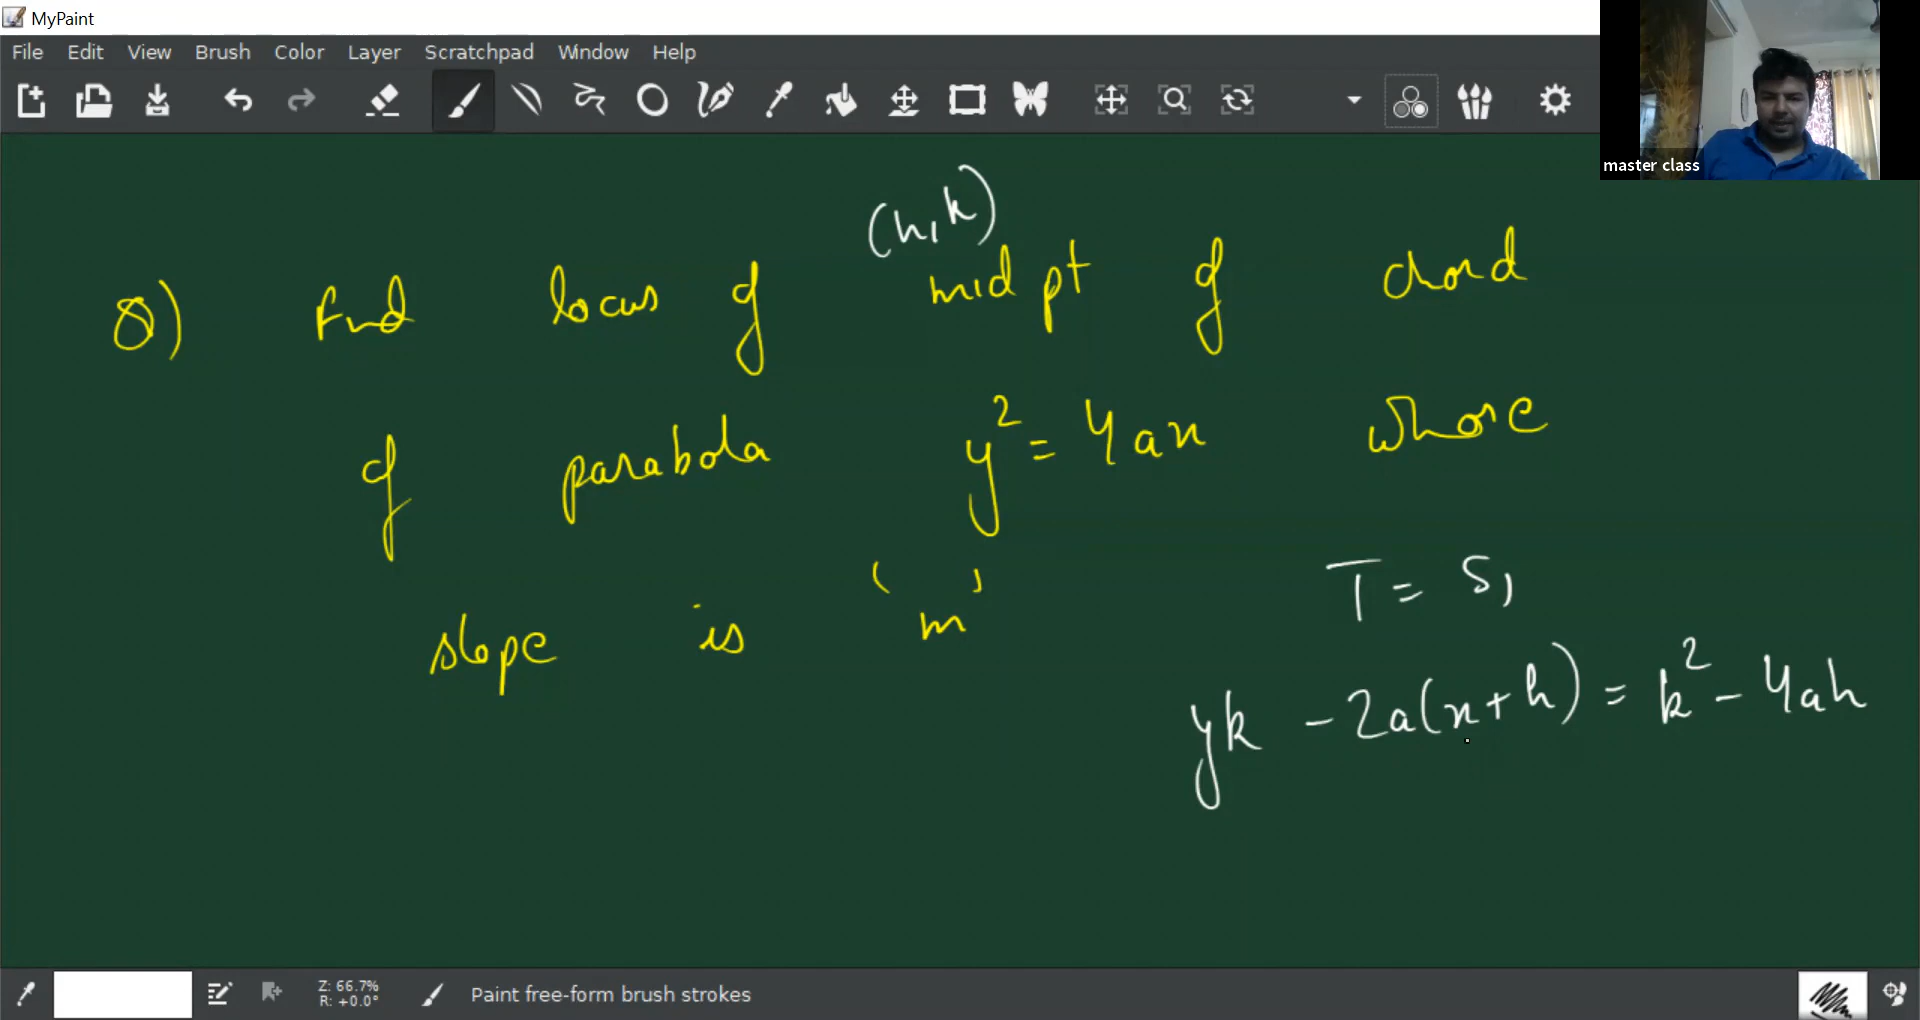 MyPaint
File Edit View Brush Color Layer Scratchpad Window Help
master class
(h, k)
Q) Find locus of mid pt of chord
of parabola y² = 4ax whose
slope is 'm'
T = S₁
yk - 2a(x+h) = k² - 4ah
Z: 66.7%
R: +0.0°
Paint free-form brush strokes